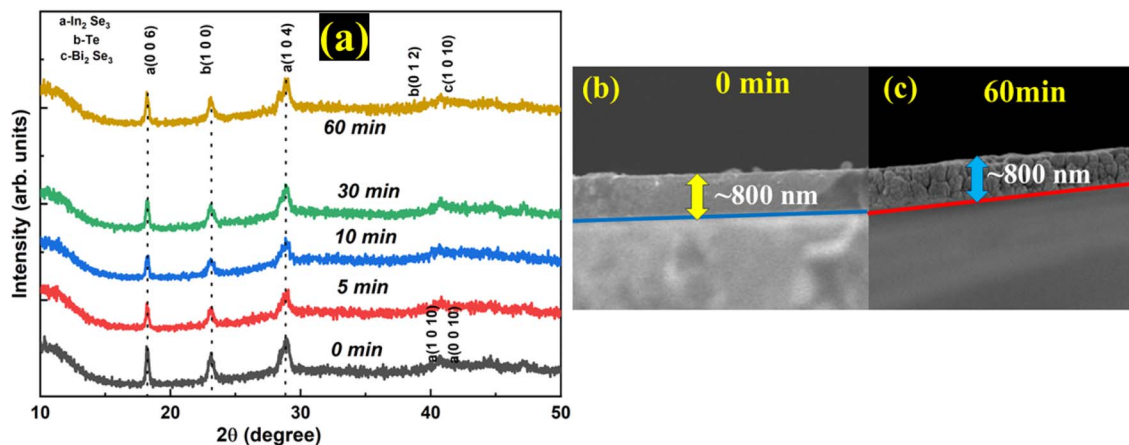 a-In₂ Se₃
b-Te
c-Bi₂ Se₃
(a)
a(0 0 6)
b(1 0 0)
a(1 0 4)
b(0 1 2)
c(1 0 10)
60 min
30 min
10 min
5 min
0 min
a(1 0 10)
a(0 0 10)
Intensity (arb. units)
10
20
30
40
50
2θ (degree)
(b)
0 min
~800 nm
(c)
60min
~800 nm